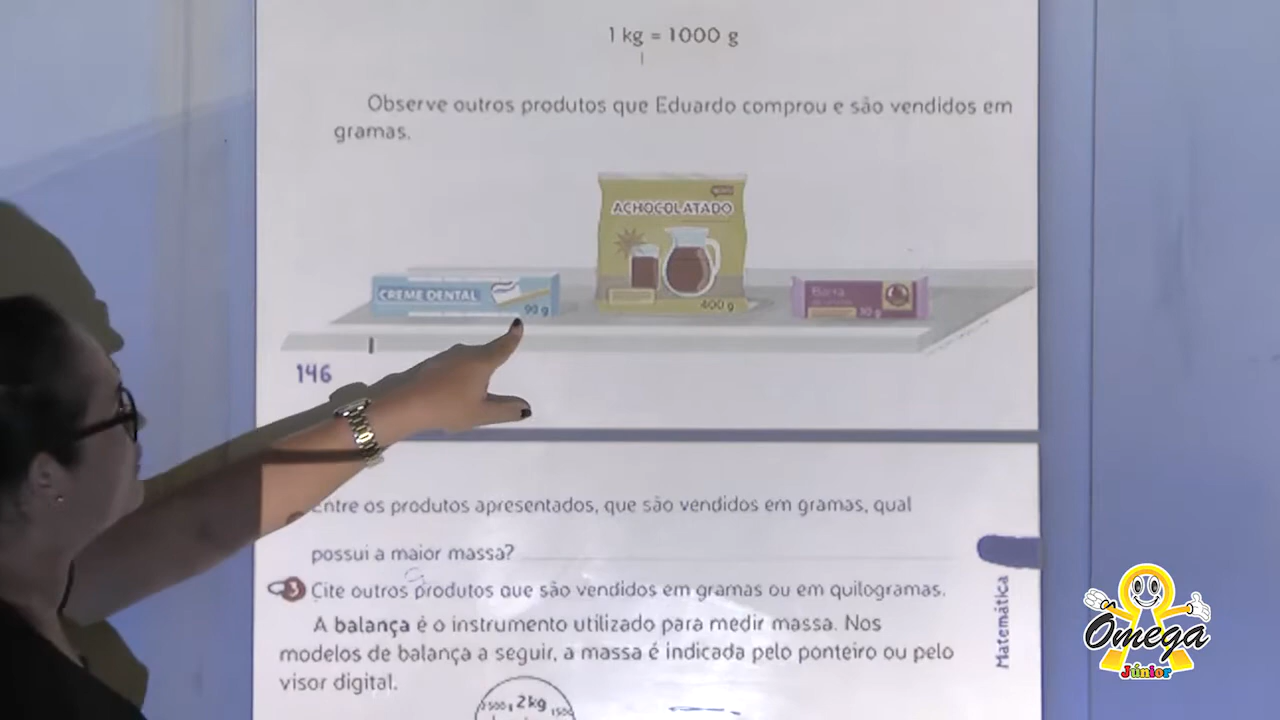 1 kg = 1000 g
Observe outros produtos que Eduardo comprou e são vendidos em
gramas.
ACHOCOLATADO
400 g
CREME DENTAL
90 g
Barra
146
Entre os produtos apresentados, que são vendidos em gramas, qual
possui a maior massa?
3 Cite outros produtos que são vendidos em gramas ou em quilogramas.
A balança é o instrumento utilizado para medir massa. Nos
modelos de balança a seguir, a massa é indicada pelo ponteiro ou pelo
visor digital.
2 kg
Matemática
Ômega
Júnior